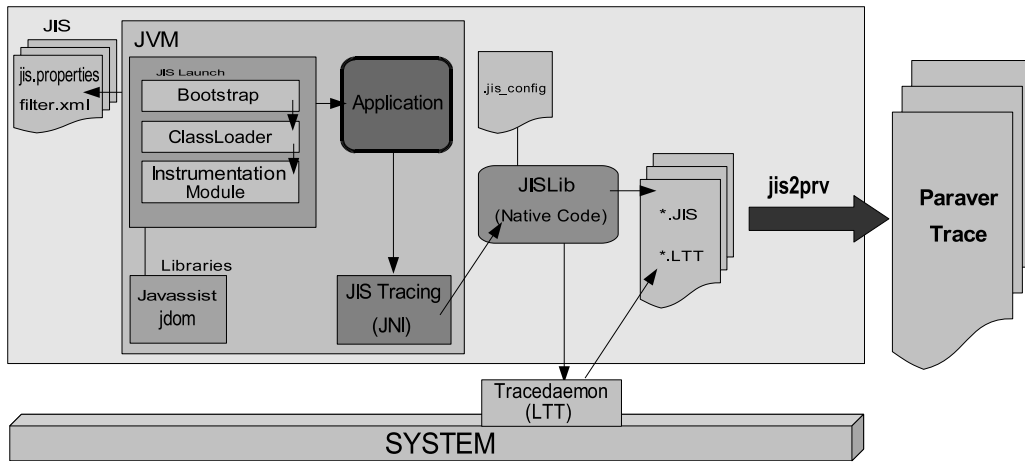 JIS
jis.properties
filter.xml
JVM
JIS Launch
Bootstrap
ClassLoader
Instrumentation
Module
Libraries
Javassist
jdom
Application
JIS Tracing
(JNI)
.jis_config
JISLib
(Native Code)
*.JIS
*.LTT
jis2prv
Paraver
Trace
Tracedaemon
(LTT)
SYSTEM